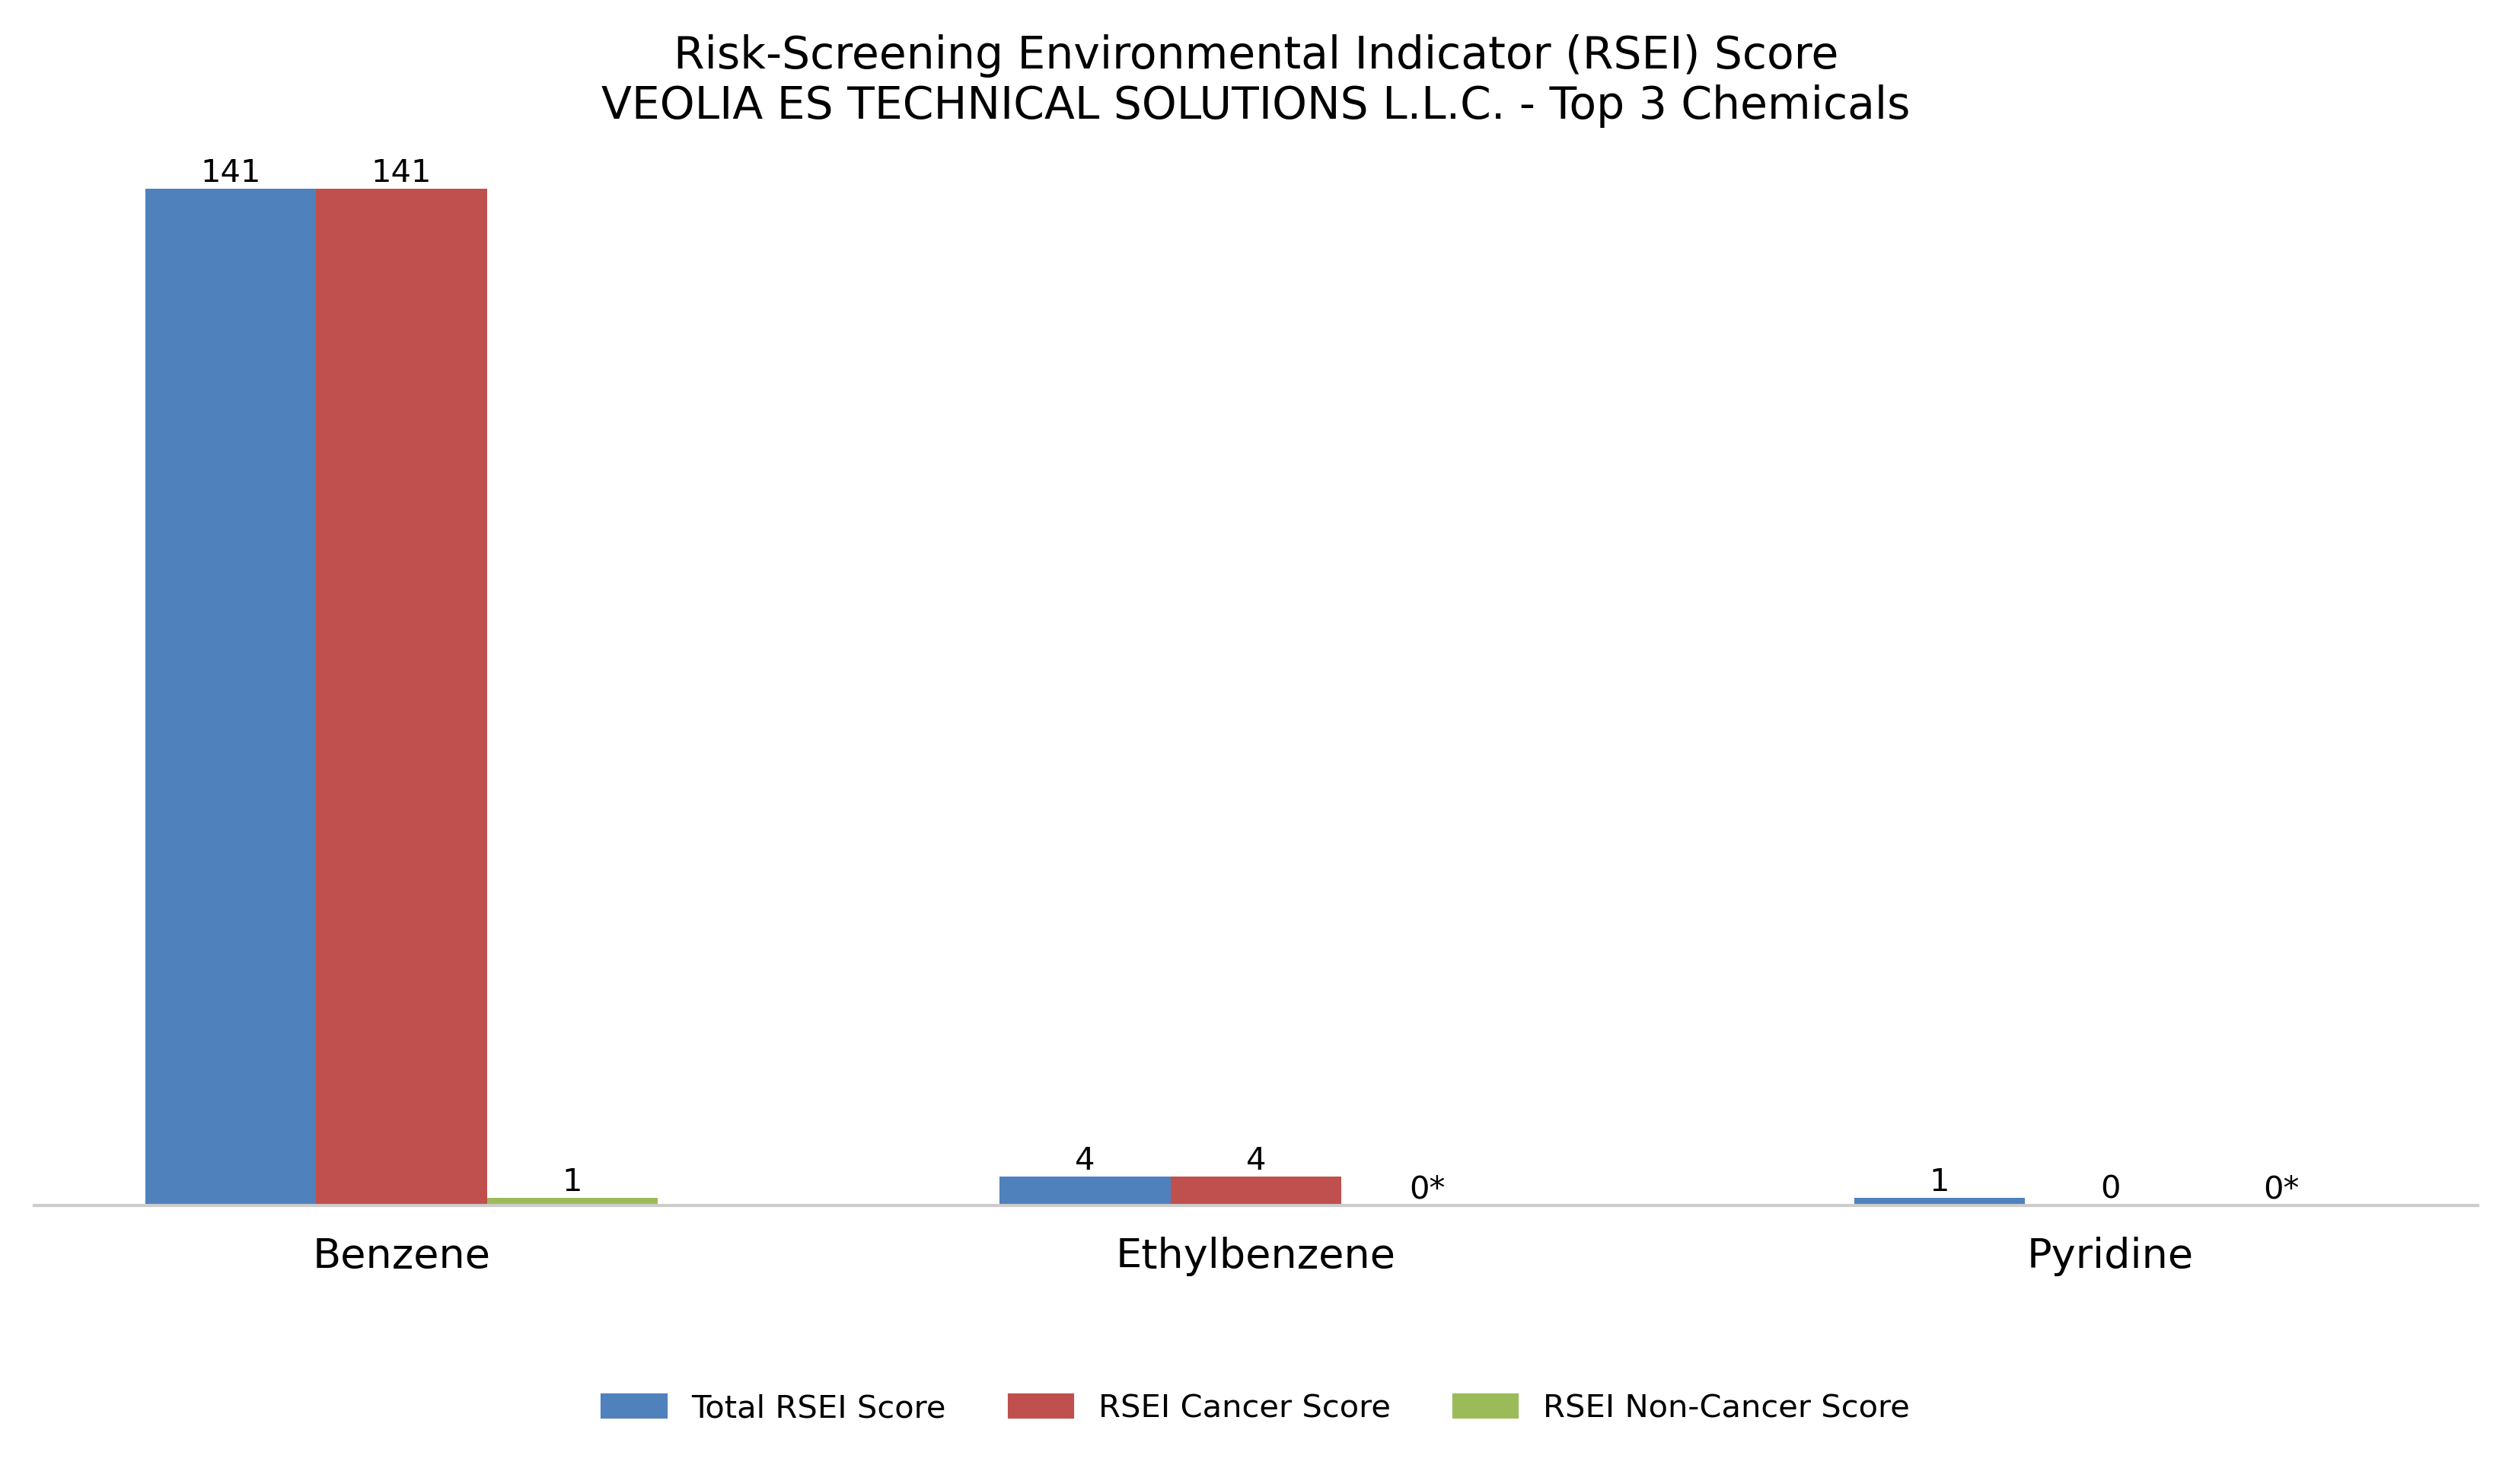 Risk-Screening Environmental Indicator (RSEI) Score
VEOLIA ES TECHNICAL SOLUTIONS L.L.C. - Top 3 Chemicals
141 141
1
4 4 0*
1 0 0*
Benzene Ethylbenzene Pyridine
Total RSEI Score RSEI Cancer Score RSEI Non-Cancer Score